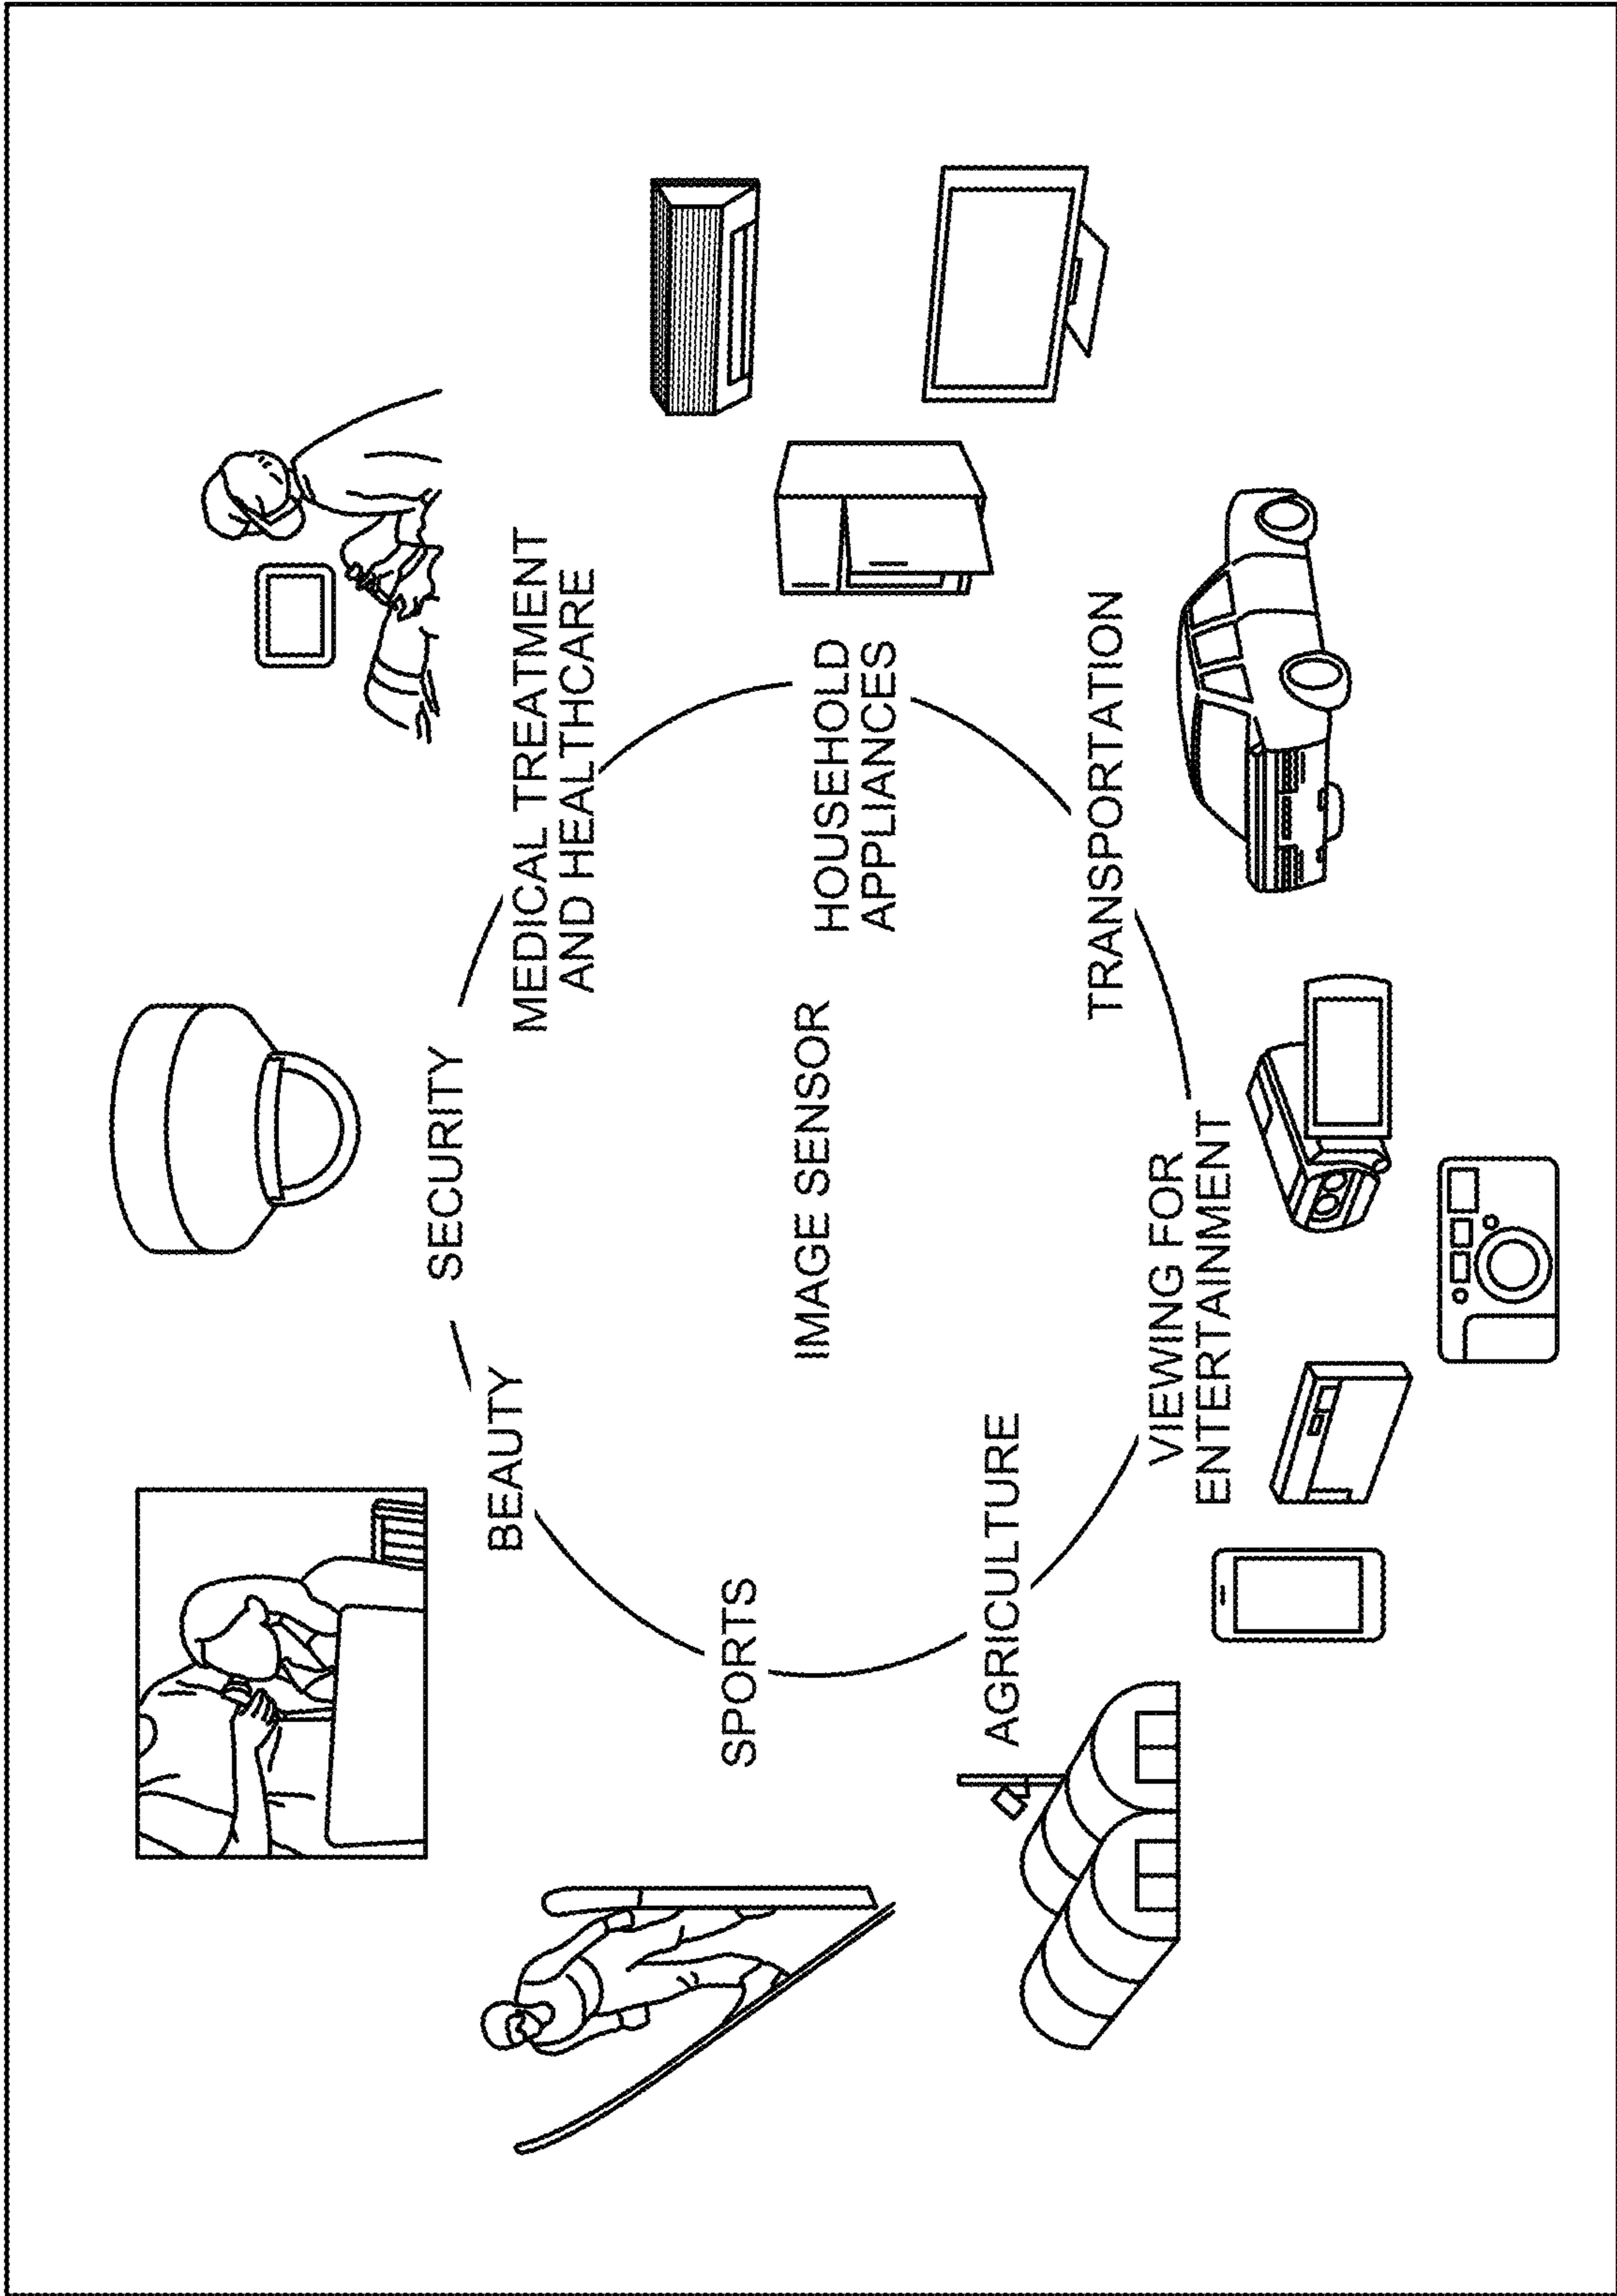 SECURITY
BEAUTY
MEDICAL TREATMENT
AND HEALTHCARE
SPORTS
IMAGE SENSOR
HOUSEHOLD
APPLIANCES
AGRICULTURE
TRANSPORTATION
VIEWING FOR
ENTERTAINMENT